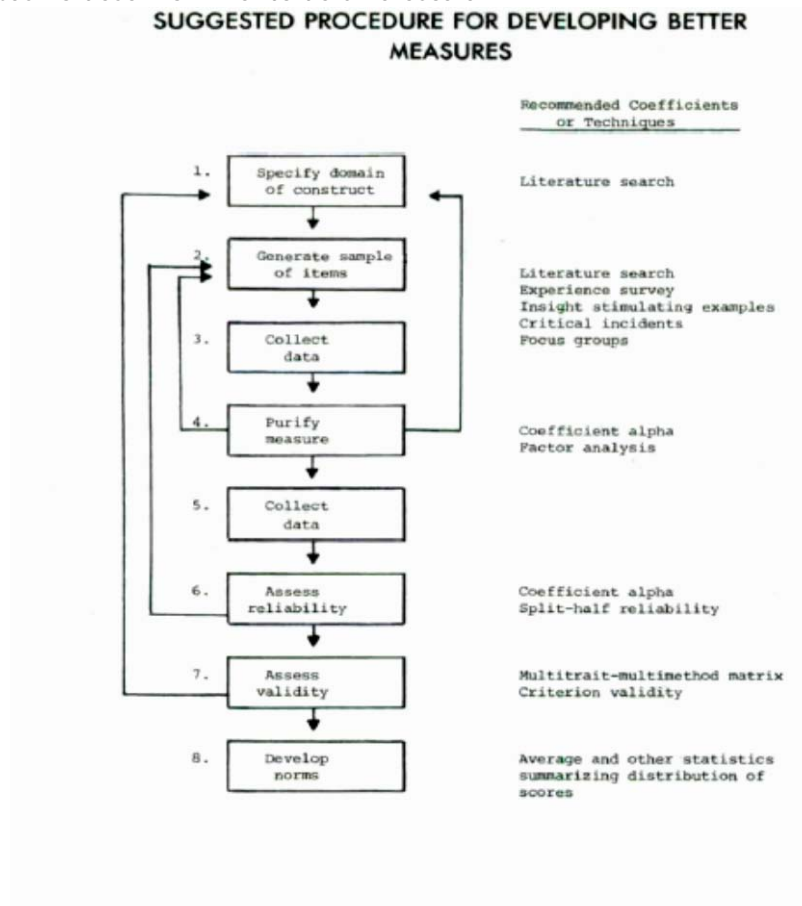 SUGGESTED PROCEDURE FOR DEVELOPING BETTER
MEASURES
Recommended Coefficients
or Techniques
1. Specify domain
of construct
Literature search
2. Generate sample
of items
Literature search
Experience survey
Insight stimulating examples
Critical incidents
Focus groups
3. Collect
data
4. Purify
measure
Coefficient alpha
Factor analysis
5. Collect
data
6. Assess
reliability
Coefficient alpha
Split-half reliability
7. Assess
validity
Multitrait-multimethod matrix
Criterion validity
8. Develop
norms
Average and other statistics
summarizing distribution of
scores